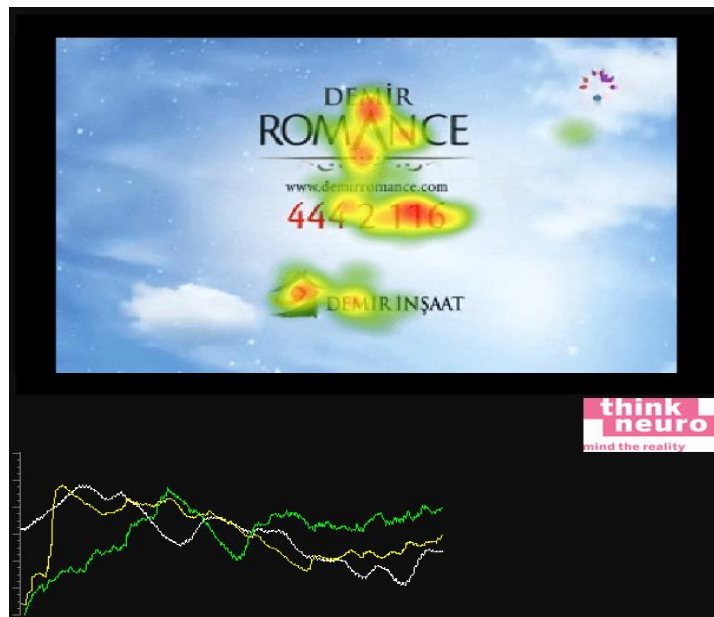 DEMİR
ROMANCE
www.demirromance.com
444 2 116
DEMİR İNŞAAT
think
neuro
mind the reality